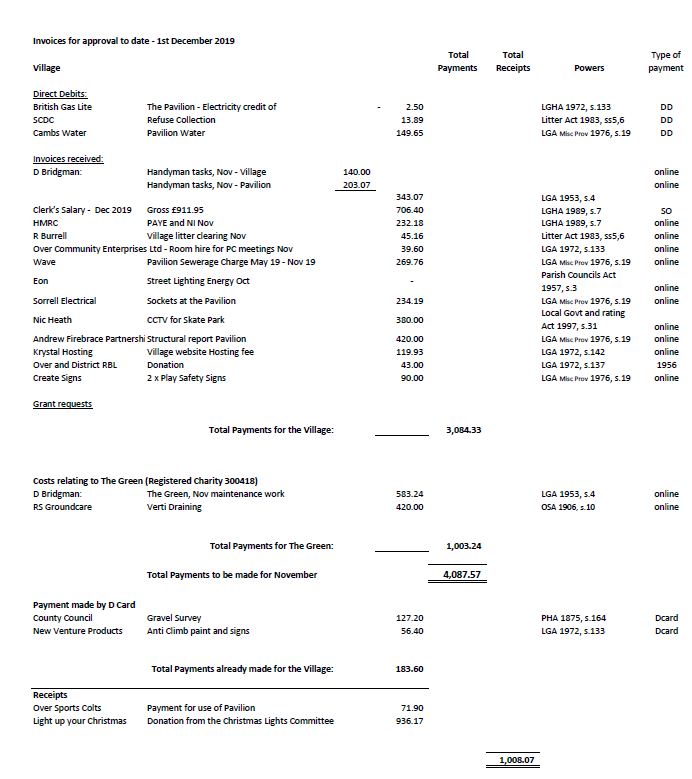 Invoices for approval to date - 1st December 2019
Total Total Type of
Village Payments Receipts Powers payment
Direct Debits:
British Gas Lite The Pavilion - Electricity credit of - 2.50 LGHA 1972, s.133 DD
SCDC Refuse Collection 13.89 Litter Act 1983, ss5,6 DD
Cambs Water Pavilion Water 149.65 LGA Misc Prov 1976, s.19 DD
Invoices received:
D Bridgman: Handyman tasks, Nov - Village 140.00 online
Handyman tasks, Nov - Pavilion 203.07 online
343.07 LGA 1953, s.4
Clerk's Salary - Dec 2019 Gross £911.95 706.40 LGHA 1989, s.7 SO
HMRC PAYE and NI Nov 232.18 LGHA 1989, s.7 online
R Burrell Village litter clearing Nov 45.16 Litter Act 1983, ss5,6 online
Over Community Enterprises Ltd - Room hire for PC meetings Nov 39.60 LGA 1972, s.133 online
Wave Pavilion Sewerage Charge May 19 - Nov 19 269.76 LGA Misc Prov 1976, s.19 online
Eon Street Lighting Energy Oct - Parish Councils Act
1957, s.3 online
Sorrell Electrical Sockets at the Pavilion 234.19 LGA Misc Prov 1976, s.19 online
Nic Heath CCTV for Skate Park 380.00 Local Govt and rating
Act 1997, s.31 online
Andrew Firebrace Partnershi Structural report Pavilion 420.00 LGA Misc Prov 1976, s.19 online
Krystal Hosting Village website Hosting fee 119.93 LGA 1972, s.142 online
Over and District RBL Donation 43.00 LGA 1972, s.137 1956
Create Signs 2 x Play Safety Signs 90.00 LGA Misc Prov 1976, s.19 online
Grant requests
Total Payments for the Village: 3,084.33
Costs relating to The Green (Registered Charity 300418)
D Bridgman: The Green, Nov maintenance work 583.24 LGA 1953, s.4 online
RS Groundcare Verti Draining 420.00 OSA 1906, s.10 online
Total Payments for The Green: 1,003.24
Total Payments to be made for November 4,087.57
Payment made by D Card
County Council Gravel Survey 127.20 PHA 1875, s.164 Dcard
New Venture Products Anti Climb paint and signs 56.40 LGA 1972, s.133 Dcard
Total Payments already made for the Village: 183.60
Receipts
Over Sports Colts Payment for use of Pavilion 71.90
Light up your Christmas Donation from the Christmas Lights Committee 936.17
1,008.07